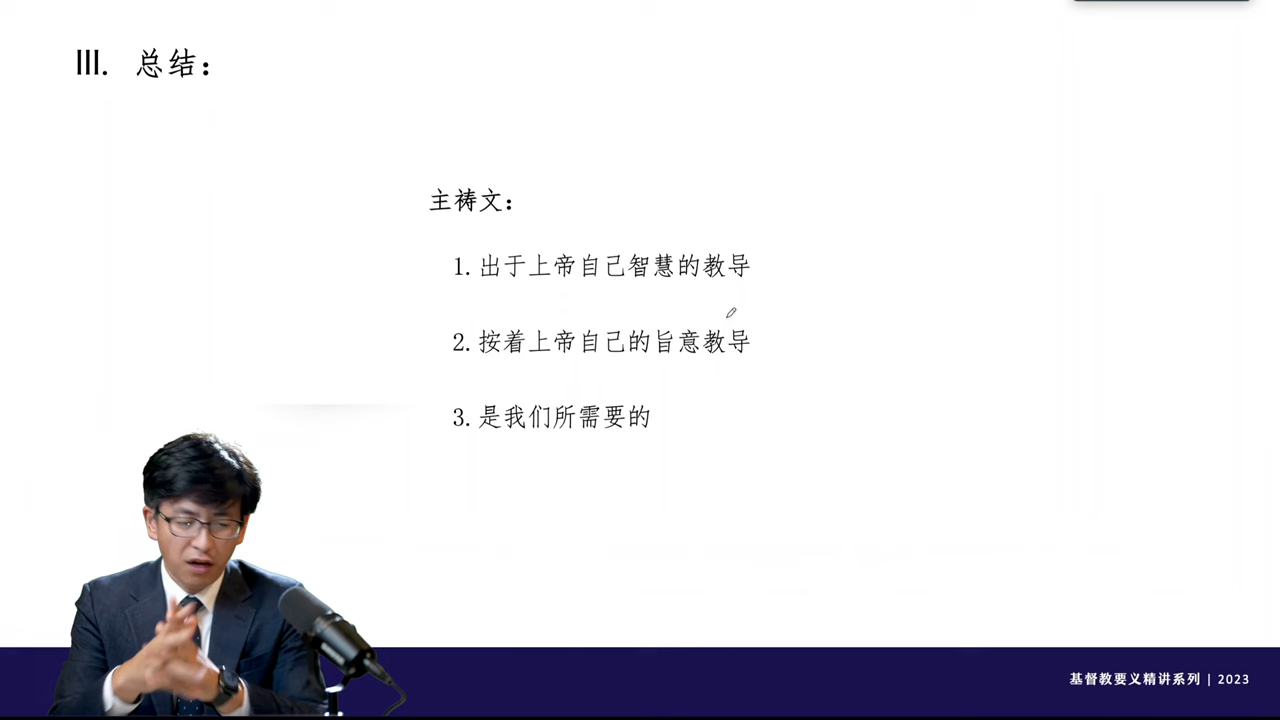 III. 总结：
主祷文：
1. 出于上帝自己智慧的教导
2. 按着上帝自己的旨意教导
3. 是我们所需要的
基督教要义精讲系列 | 2023